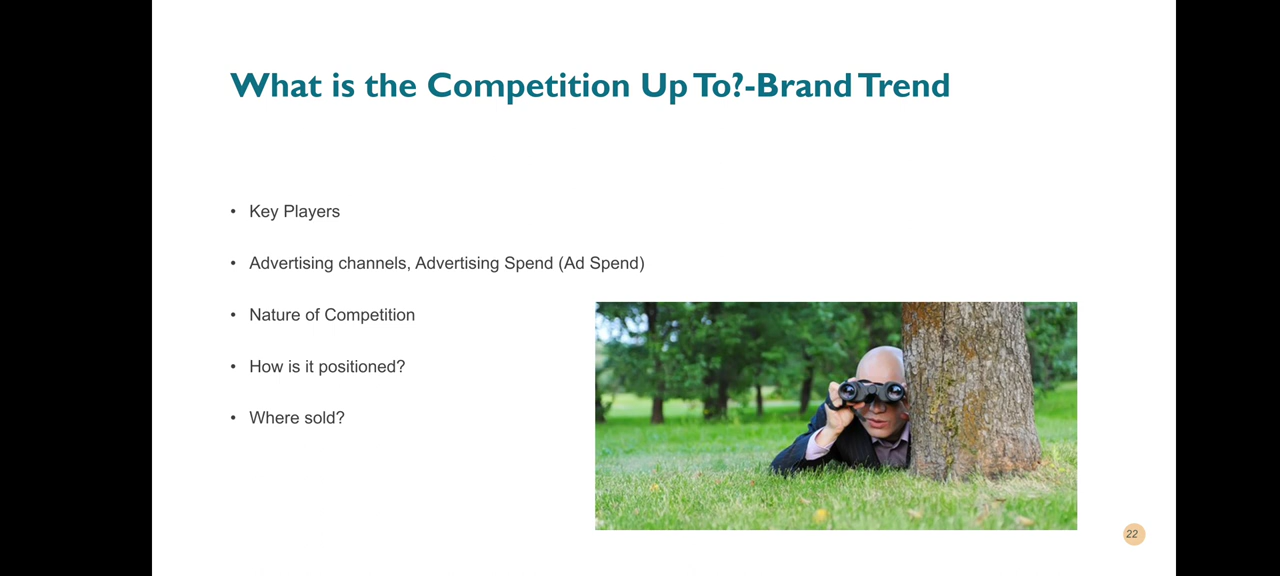 What is the Competition Up To?-Brand Trend
• Key Players
• Advertising channels, Advertising Spend (Ad Spend)
• Nature of Competition
• How is it positioned?
• Where sold?
22